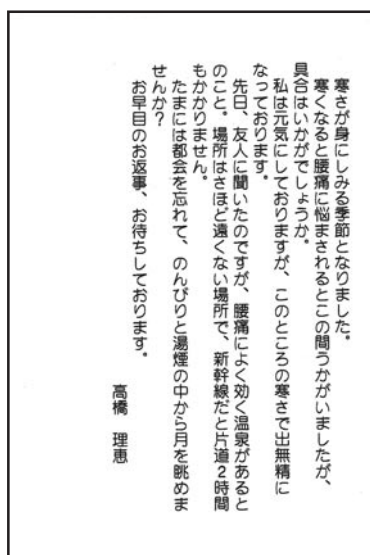 寒さが身にしみる季節となりました。
寒くなると腰痛に悩まされるとこの間うかがいましたが、
具合はいかがでしょうか。
私は元気にしておりますが、このところの寒さで出無精に
なっております。
先日、友人に聞いたのですが、腰痛によく効く温泉があると
のこと。場所はさほど遠くない場所で、新幹線だと片道2時間
もかかりません。
たまには都会を忘れて、のんびりと湯煙の中から月を眺めま
せんか?
お早目のお返事、お待ちしております。
高橋 理恵